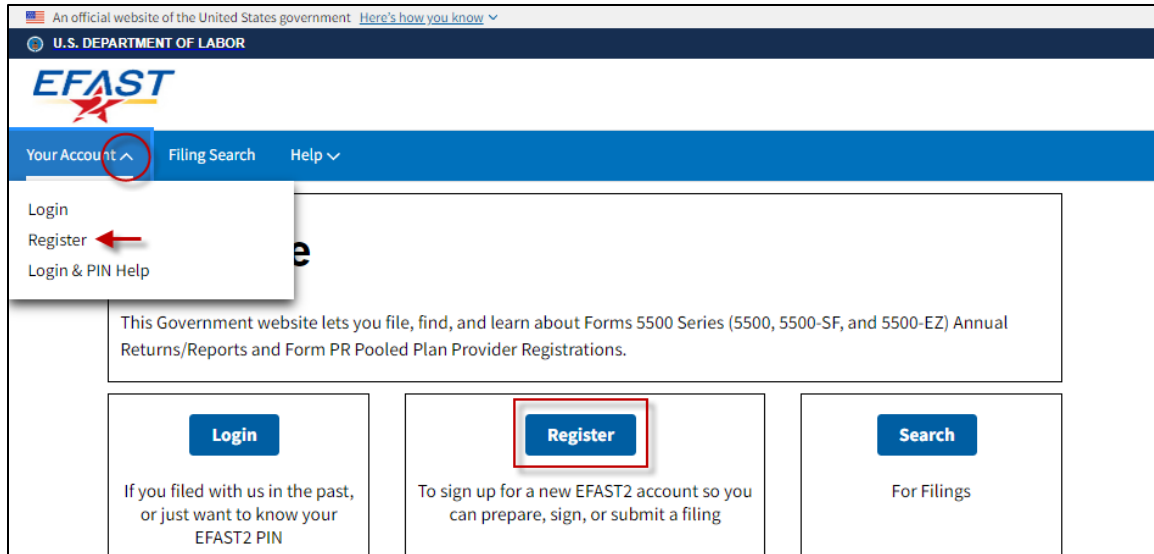 An official website of the United States government Here's how you know
U.S. DEPARTMENT OF LABOR
EFAST
Your Account Filing Search Help
Login
Register
Login & PIN Help
e
This Government website lets you file, find, and learn about Forms 5500 Series (5500, 5500-SF, and 5500-EZ) Annual
Returns/Reports and Form PR Pooled Plan Provider Registrations.
Login
If you filed with us in the past,
or just want to know your
EFAST2 PIN
Register
To sign up for a new EFAST2 account so you
can prepare, sign, or submit a filing
Search
For Filings